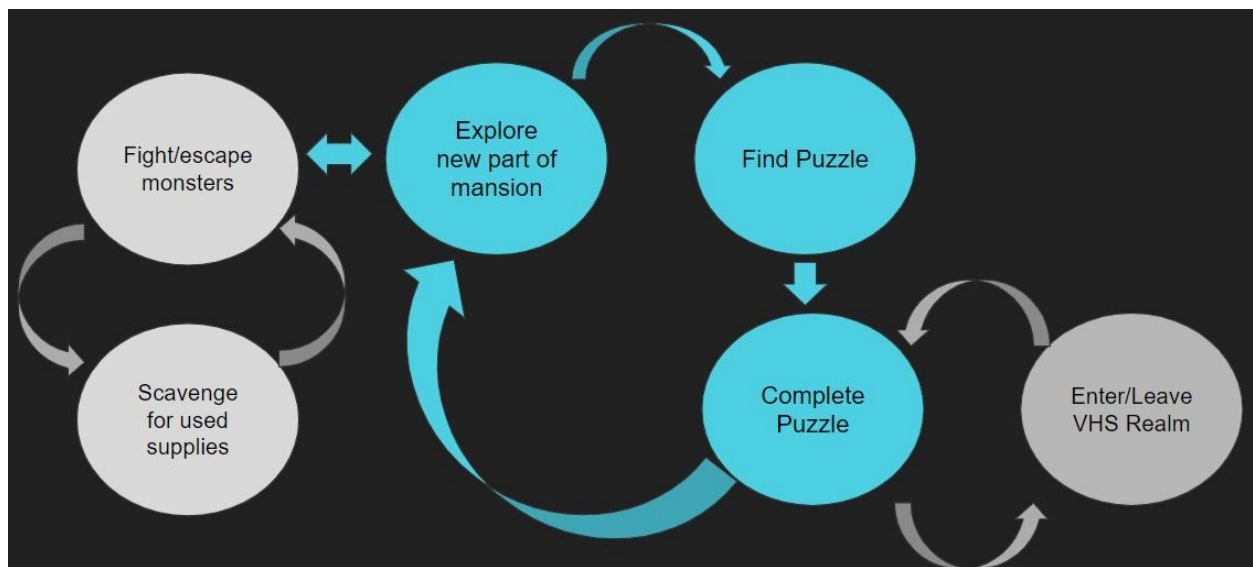 Fight/escape
monsters
Explore
new part of
mansion
Find Puzzle
Scavenge
for used
supplies
Complete
Puzzle
Enter/Leave
VHS Realm